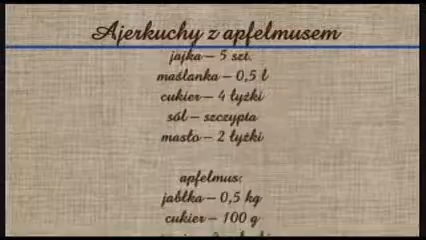 Ajerkuchy z apfelmusem
jajka – 5 szt.
maślanka – 0,5 l
cukier – 4 łyżki
sól – szczypta
masło – 2 łyżki
apfelmus:
jabłka – 0,5 kg
cukier – 100 g